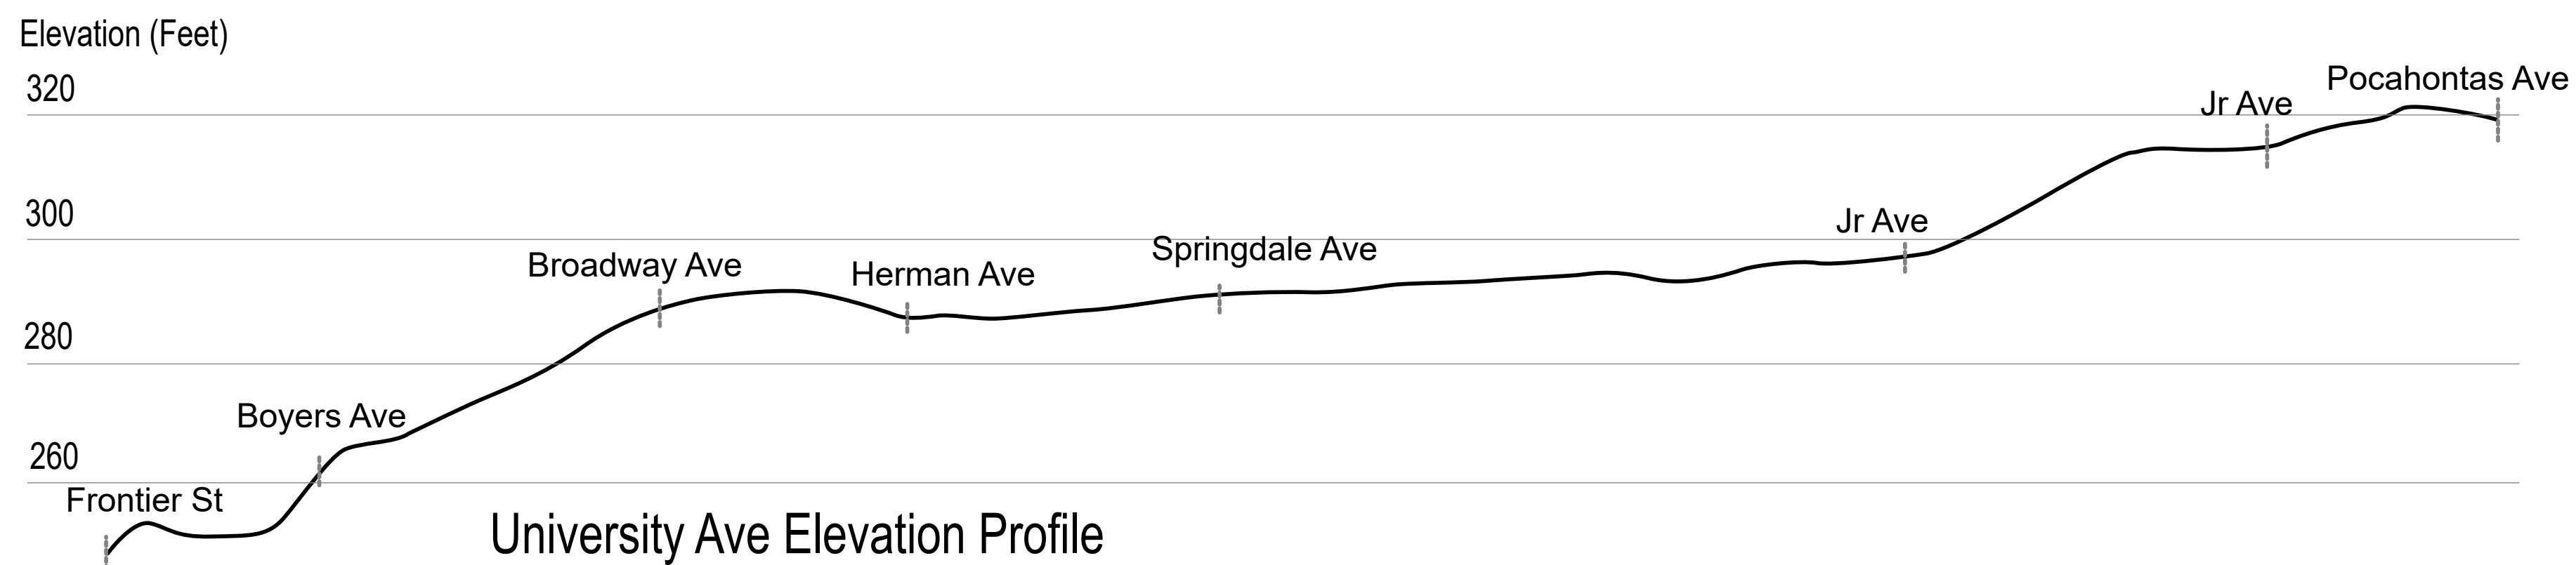 Elevation (Feet)
320
Pocahontas Ave
Jr Ave
300
Jr Ave
Springdale Ave
Broadway Ave
Herman Ave
280
Boyers Ave
260
Frontier St
University Ave Elevation Profile